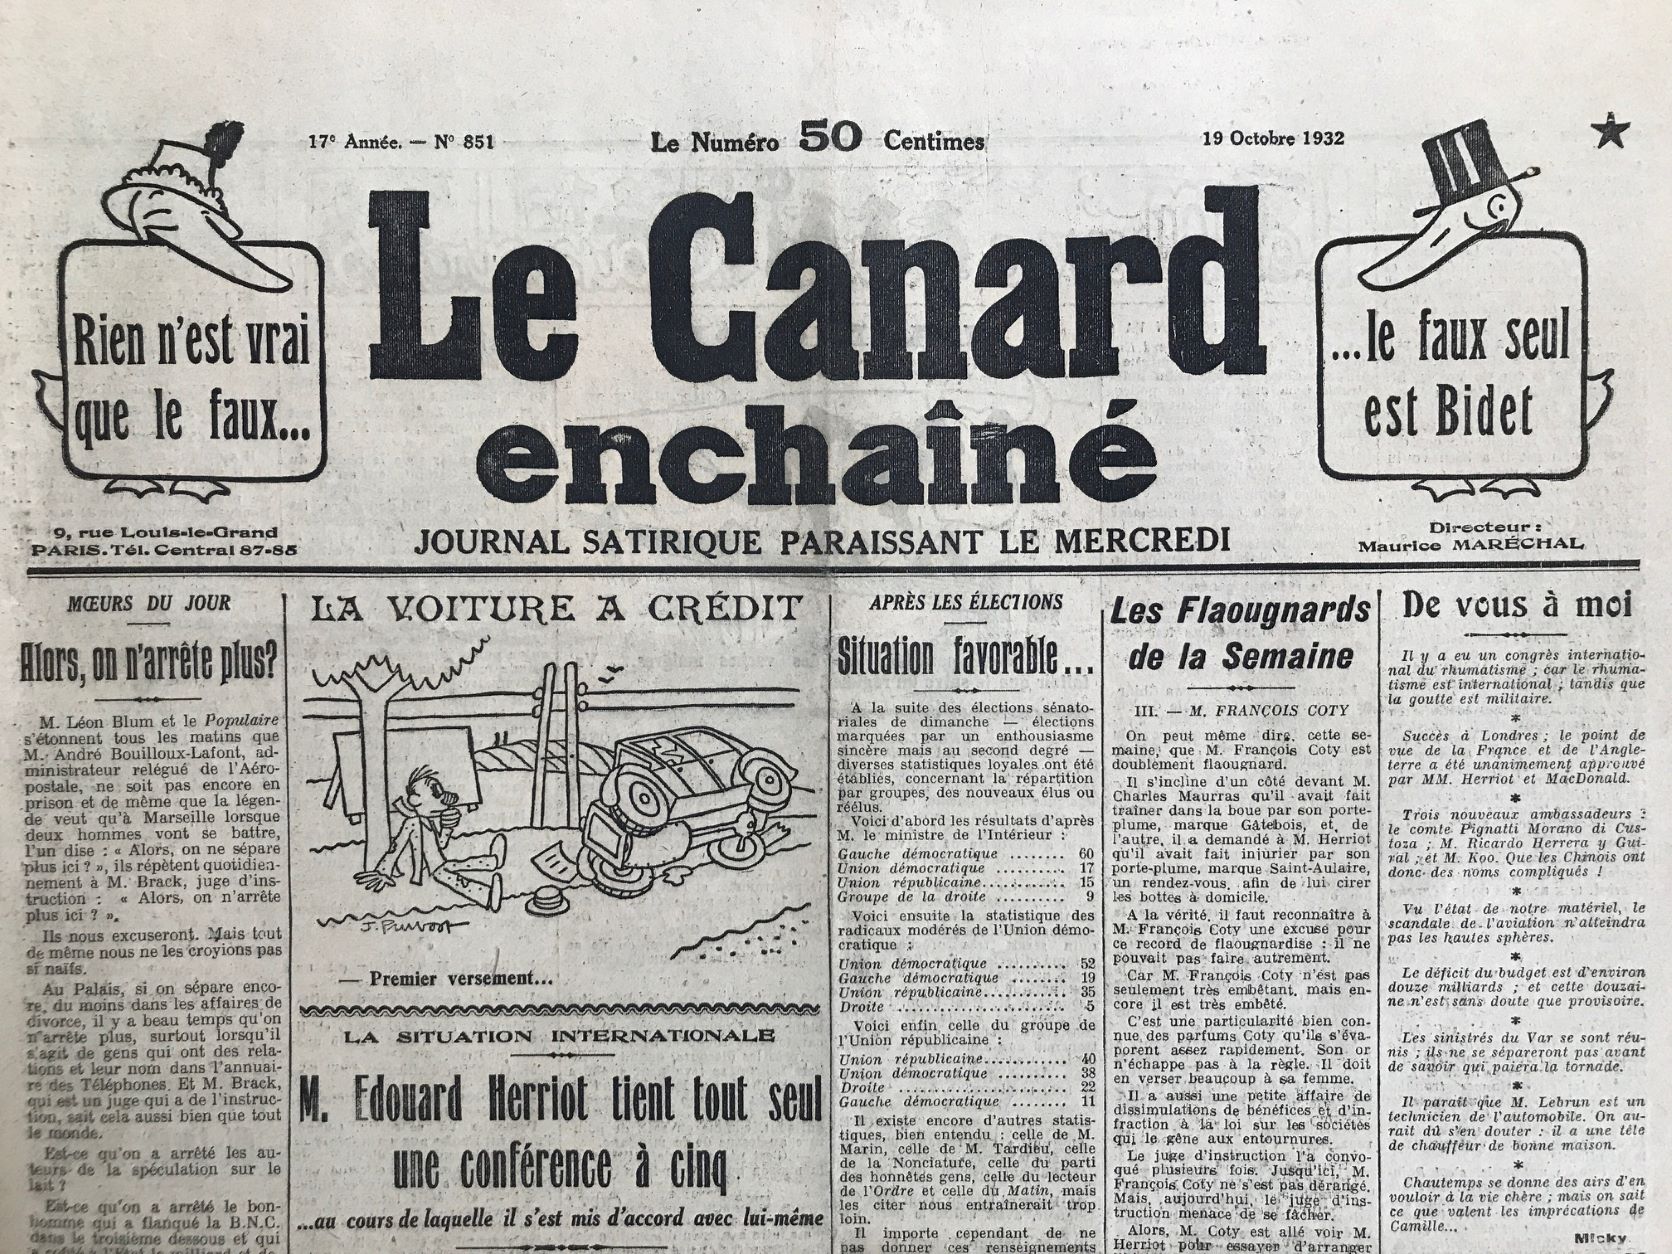 17e Année. — N° 851
Le Numéro 50 Centimes
19 Octobre 1932
Rien n'est vrai
que le faux...
Le Canard
enchaîné
...le faux seul
est Bidet
9, rue Louis-le-Grand
PARIS. Tél. Central 87-85
JOURNAL SATIRIQUE PARAISSANT LE MERCREDI
Directeur :
Maurice MARÉCHAL
MŒURS DU JOUR
Alors, on n'arrête plus?
M. Léon Blum et le Populaire
s'étonnent tous les matins que
M. André Bouilloux-Lafont, ad-
ministrateur relégué de l'Aéro-
postale, ne soit pas encore en
prison et de même que la légen-
de veut qu'à Marseille lorsque
deux hommes vont se battre,
l'un dise : « Alors, on ne sépare
plus ici ? », ils répètent quotidien-
nement à M. Brack, juge d'ins-
truction : « Alors, on n'arrête
plus ici ? ».
Ils nous excuseront. Mais tout
de même nous ne les croyions pas
si naïfs.
Au Palais, si on sépare enco-
re, du moins dans les affaires de
divorce, il y a beau temps qu'on
n'arrête plus, surtout lorsqu'il
s'agit de gens qui ont des rela-
tions et leur nom dans l'annuai-
re des Téléphones. Et M. Brack,
qui est un juge qui a de l'instruc-
tion, sait cela aussi bien que tout
le monde.
Est-ce qu'on a arrêté les au-
teurs de la spéculation sur le
lait ?
Est-ce qu'on a arrêté le bon-
homme qui a flanqué la B.N.C.
dans le troisième dessous et qui
LA VOITURE A CRÉDIT
— Premier versement...
LA SITUATION INTERNATIONALE
M. Edouard Herriot tient tout seul
une conférence à cinq
...au cours de laquelle il s'est mis d'accord avec lui-même
APRÈS LES ÉLECTIONS
Situation favorable...
A la suite des élections sénato-
riales de dimanche — élections
marquées par un enthousiasme
sincère mais au second degré —
diverses statistiques loyales ont été
établies, concernant la répartition
par groupes, des nouveaux élus ou
réélus.
Voici d'abord les résultats d'après
M. le ministre de l'Intérieur :
Gauche démocratique ........ 60
Union démocratique ........ 17
Union républicaine........... 15
Groupe de la droite ........ 9
Voici ensuite la statistique des
radicaux modérés de l'Union démo-
cratique :
Union démocratique .......... 52
Gauche démocratique ........ 19
Union républicaine........... 35
Droite ..................... 5
Voici enfin celle du groupe de
l'Union républicaine :
Union républicaine........... 40
Union démocratique .......... 38
Droite ..................... 22
Gauche démocratique ........ 11
Il existe encore d'autres statis-
tiques, bien entendu : celle de M.
Marin, celle de M. Tardieu, celle
de la Nonciature, celle du parti
des honnêtes gens, celle du lecteur
de l'Ordre et celle du Matin, mais
les citer nous entraînerait trop
loin.
Il importe cependant de ne
pas donner ces renseignements
Les Flaougnards
de la Semaine
III. — M. FRANÇOIS COTY
On peut même dire, cette se-
maine, que M. François Coty est
doublement flaougnard.
Il s'incline d'un côté devant M.
Charles Maurras qu'il avait fait
traîner dans la boue par son porte-
plume, marque Gâtebois, et, de
l'autre, il a demandé à M. Herriot
qu'il avait fait injurier par son
porte-plume, marque Saint-Aulaire,
un rendez-vous, afin de lui cirer
les bottes à domicile.
A la vérité, il faut reconnaître à
M. François Coty une excuse pour
ce record de flaougnardise : il ne
pouvait pas faire autrement.
Car M. François Coty n'est pas
seulement très embêtant, mais en-
core il est très embêté.
C'est une particularité bien con-
nue des parfums Coty qu'ils s'éva-
porent assez rapidement. Son or
n'échappe pas à la règle. Il doit
en verser beaucoup à sa femme.
Il a aussi une petite affaire de
dissimulations de bénéfices et d'in-
fraction à la loi sur les sociétés
qui le gêne aux entournures.
Le juge d'instruction l'a convo-
qué plusieurs fois. Jusqu'ici, M.
François Coty ne s'est pas dérangé.
Mais, aujourd'hui, le juge d'ins-
truction menace de se fâcher.
Alors, M. Coty est allé voir M.
Herriot pour essayer d'arranger
De vous à moi
Il y a eu un congrès internatio-
nal du rhumatisme ; car le rhuma-
tisme est international ; tandis que
la goutte est militaire.
*
Succès à Londres ; le point de
vue de la France et de l'Angle-
terre a été unanimement approuvé
par MM. Herriot et MacDonald.
*
Trois nouveaux ambassadeurs :
le comte Pignatti Morano di Cus-
toza ; M. Ricardo Herrera y Gui-
ral ; et M. Koo. Que les Chinois ont
donc des noms compliqués !
*
Vu l'état de notre matériel, le
scandale de l'aviation n'atteindra
pas les hautes sphères.
*
Le déficit du budget est d'environ
douze milliards ; et cette douzai-
ne n'est sans doute que provisoire.
*
Les sinistrés du Var se sont réu-
nis ; ils ne se sépareront pas avant
de savoir qui paiera la tornade.
*
Il paraît que M. Lebrun est un
technicien de l'automobile. On au-
rait dû s'en douter : il a une tête
de chauffeur de bonne maison.
*
Chautemps se donne des airs d'en
vouloir à la vie chère ; mais on sait
ce que valent les imprécations de
Camille...
Micky